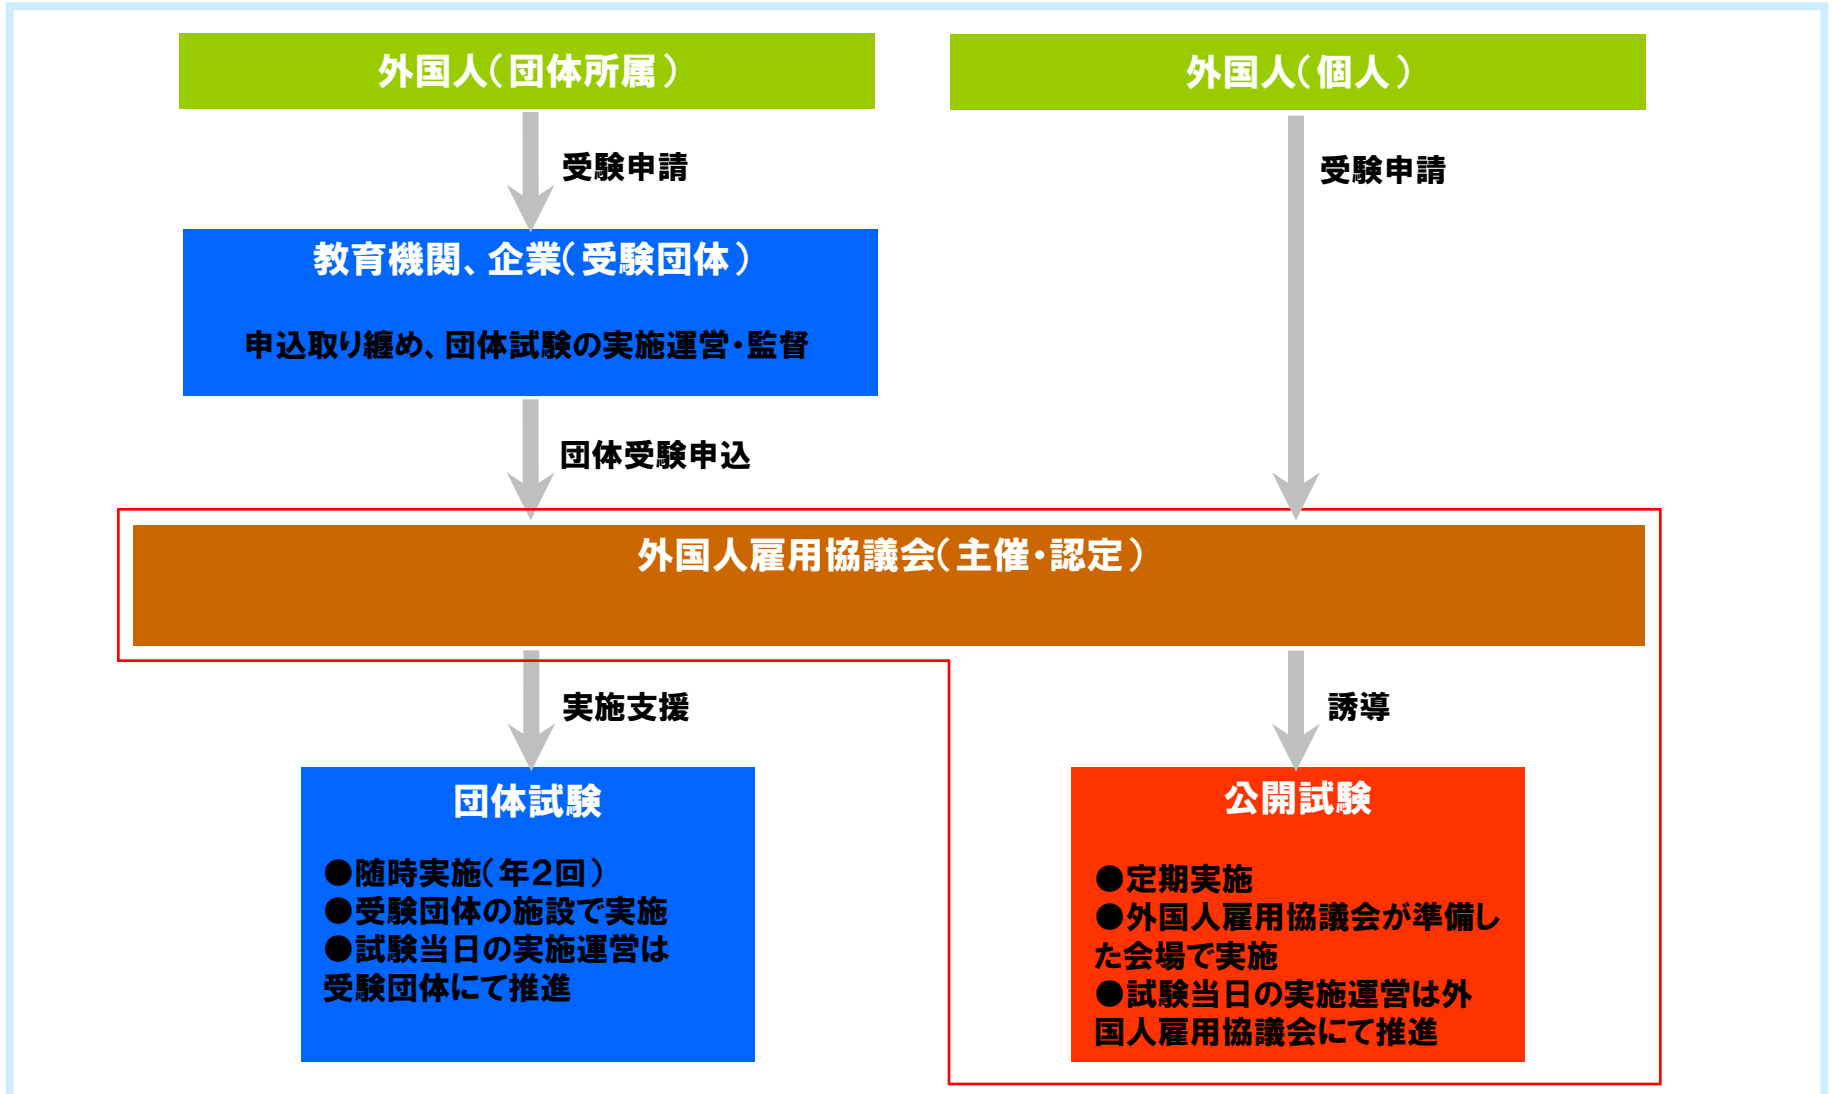 外国人(団体所属)
外国人(個人)
受験申請
受験申請
教育機関、企業(受験団体)
申込取り纏め、団体試験の実施運営・監督
団体受験申込
外国人雇用協議会(主催・認定)
実施支援
誘導
団体試験
●随時実施(年2回)
●受験団体の施設で実施
●試験当日の実施運営は
受験団体にて推進
公開試験
●定期実施
●外国人雇用協議会が準備し
た会場で実施
●試験当日の実施運営は外
国人雇用協議会にて推進